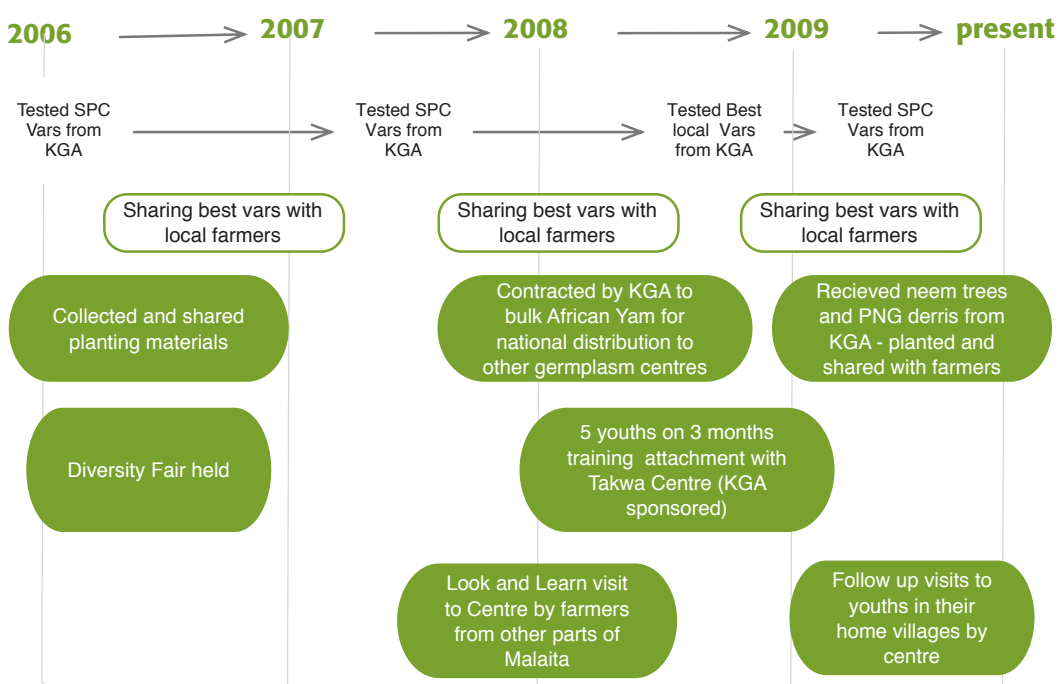 2006
2007
2008
2009
present
Tested SPC
Vars from
KGA
Tested SPC
Vars from
KGA
Tested Best
local Vars
from KGA
Tested SPC
Vars from
KGA
Sharing best vars with
local farmers
Sharing best vars with
local farmers
Sharing best vars with
local farmers
Collected and shared
planting materials
Contracted by KGA to
bulk African Yam for
national distribution to
other germplasm centres
Recieved neem trees
and PNG derris from
KGA - planted and
shared with farmers
Diversity Fair held
5 youths on 3 months
training attachment with
Takwa Centre (KGA
sponsored)
Look and Learn visit
to Centre by farmers
from other parts of
Malaita
Follow up visits to
youths in their
home villages by
centre